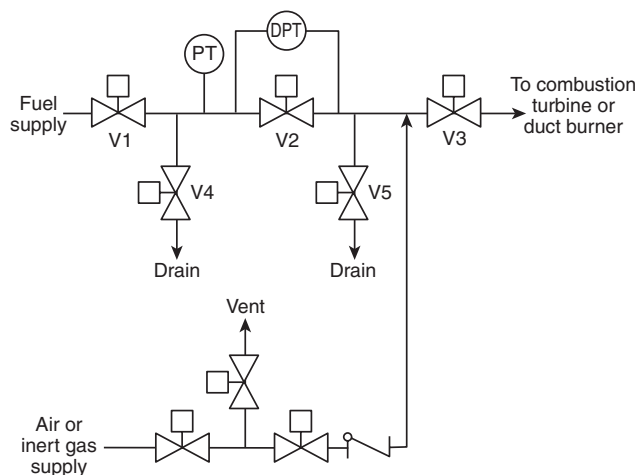 DPT
PT
To combustion
turbine or
duct burner
Fuel
supply
V1
V2
V3
V4
V5
Drain
Drain
Vent
Air or
inert gas
supply